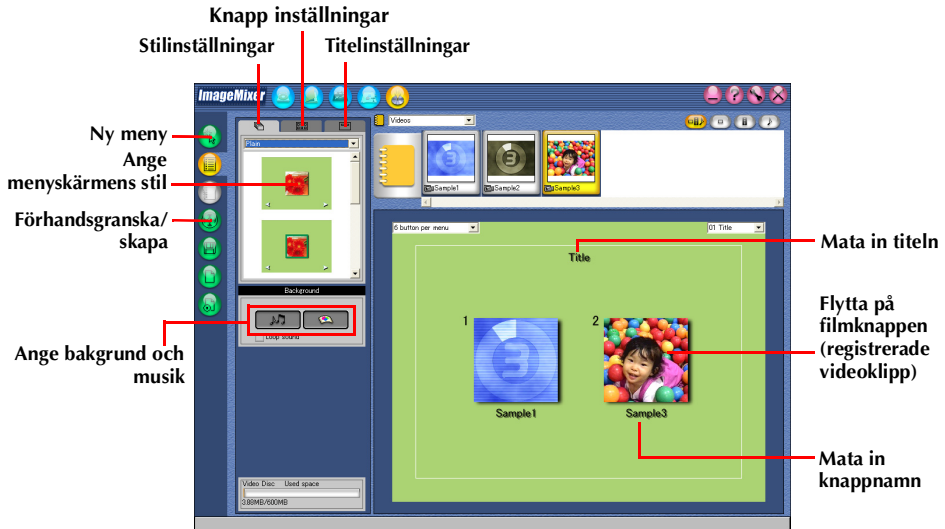 Knapp inställningar
Stilinställningar
Titelinställningar
ImageMixer
Ny meny
Ange
menyskärmens stil
Förhandsgranska/
skapa
Ange bakgrund och
musik
Plain
Background
Loop sound
Video Disc Used space
3.88MB/600MB
Videos
Sample1
Sample2
Sample3
6 button per menu
01 Title
Title
1
3
Sample1
2
Sample3
Mata in titeln
Flytta på
filmknappen
(registrerade
videoklipp)
Mata in
knappnamn